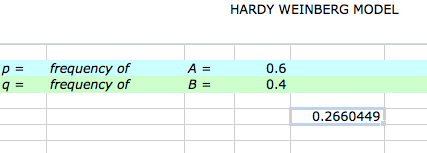 HARDY WEINBERG MODEL
p = frequency of A = 0.6
q = frequency of B = 0.4
0.2660449